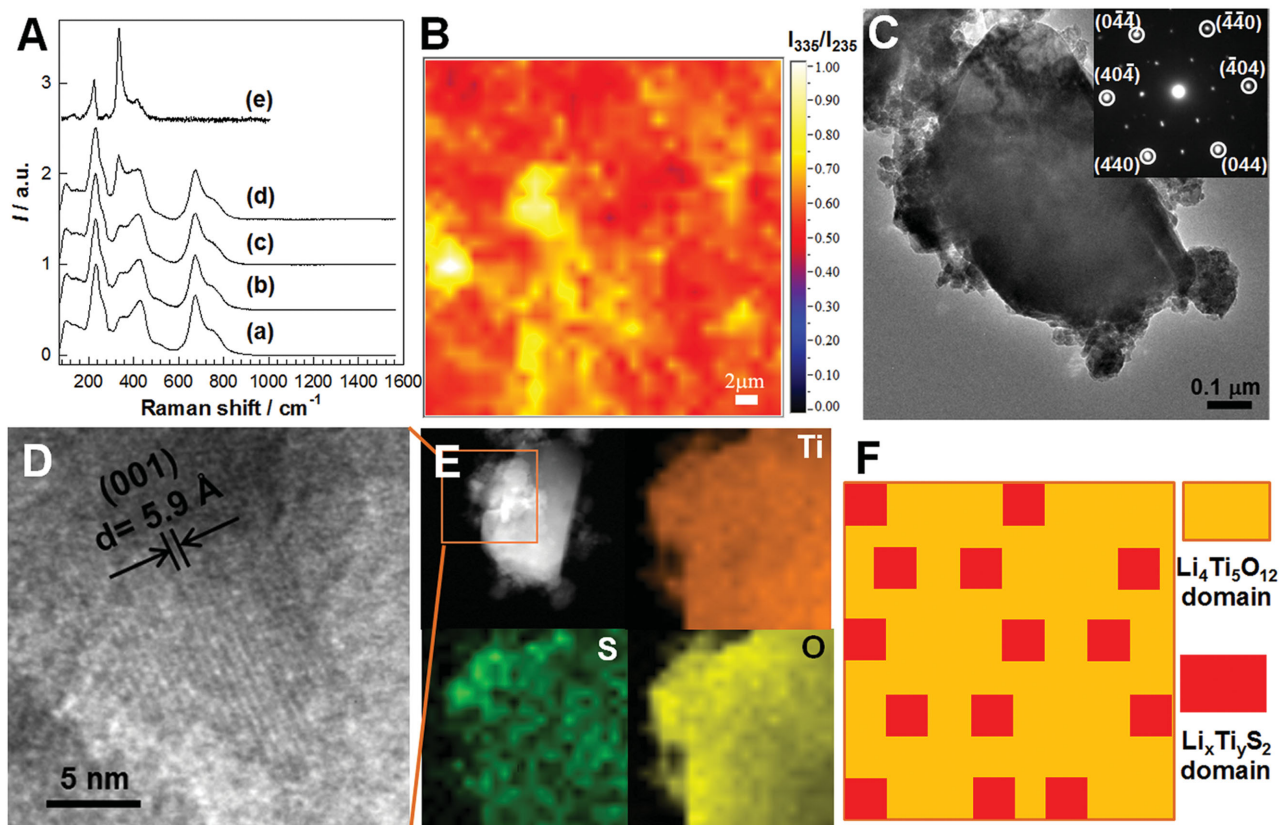 A
I / a.u.
3
2
1
0
(e)
(d)
(c)
(b)
(a)
200 400 600 800 1000 1200 1400 1600
Raman shift / cm⁻¹
B
I₃₃₅/I₂₃₅
1.00
0.90
0.80
0.70
0.60
0.50
0.40
0.30
0.20
0.10
0.00
2μm
C
(04̄4̄) (4̄4̄0)
(404̄) (4̄04)
(440) (044)
0.1 μm
D
(001)
d= 5.9 Å
5 nm
E
Ti
S
O
F
Li₄Ti₅O₁₂
domain
LiₓTiᵧS₂
domain